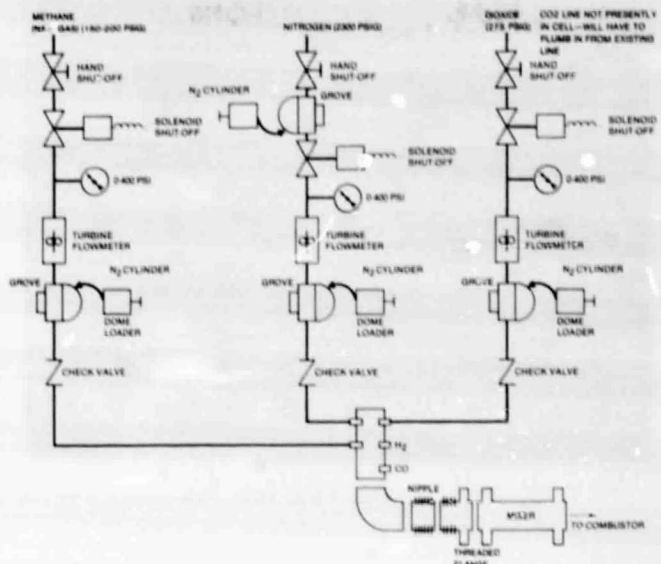 METHANE
(NAT. GAS) (150-200 PSIG)
NITROGEN (2300 PSIG)
DIOXIDE
(275 PSIG)
CO2 LINE NOT PRESENTLY
IN CELL—WILL HAVE TO
PLUMB IN FROM EXISTING
LINE
HAND
SHUT-OFF
HAND
SHUT-OFF
HAND
SHUT-OFF
N2 CYLINDER
GROVE
SOLENOID
SHUT-OFF
SOLENOID
SHUT-OFF
SOLENOID
SHUT-OFF
0-400 PSI
0-400 PSI
0-400 PSI
TURBINE
FLOWMETER
TURBINE
FLOWMETER
TURBINE
FLOWMETER
GROVE
N2 CYLINDER
GROVE
N2 CYLINDER
GROVE
N2 CYLINDER
DOME
LOADER
DOME
LOADER
DOME
LOADER
CHECK VALVE
CHECK VALVE
CHECK VALVE
H2
CO
NIPPLE
MIXER
TO COMBUSTOR
THREADED
FLANGE